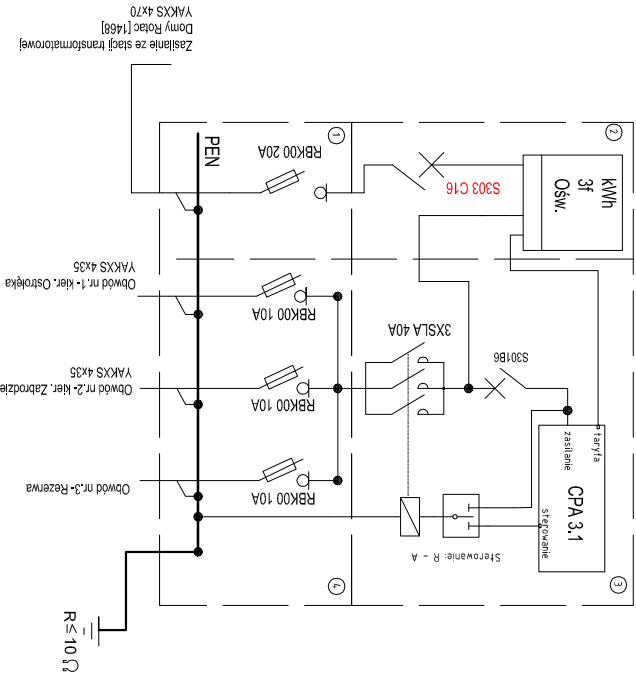 Zasilanie ze stacji transformatorowej
Domy Rotac [1468]
YAKXS 4x70
PEN
1
RBK00 20A
2
S303 C16
kWh
3f
Ośw.
Obwód nr 1- kier. Ostrołęka
YAKXS 4x35
RBK00 10A
3XSLA 40A
S301B6
Obwód nr.2- kier. Zabrodzie
YAKXS 4x35
RBK00 10A
taryfa
zasilanie
CPA 3.1
sterowanie
Obwód nr.3- Rezerwa
RBK00 10A
Sterowanie: R - A
4
3
R ≤ 10 Ω